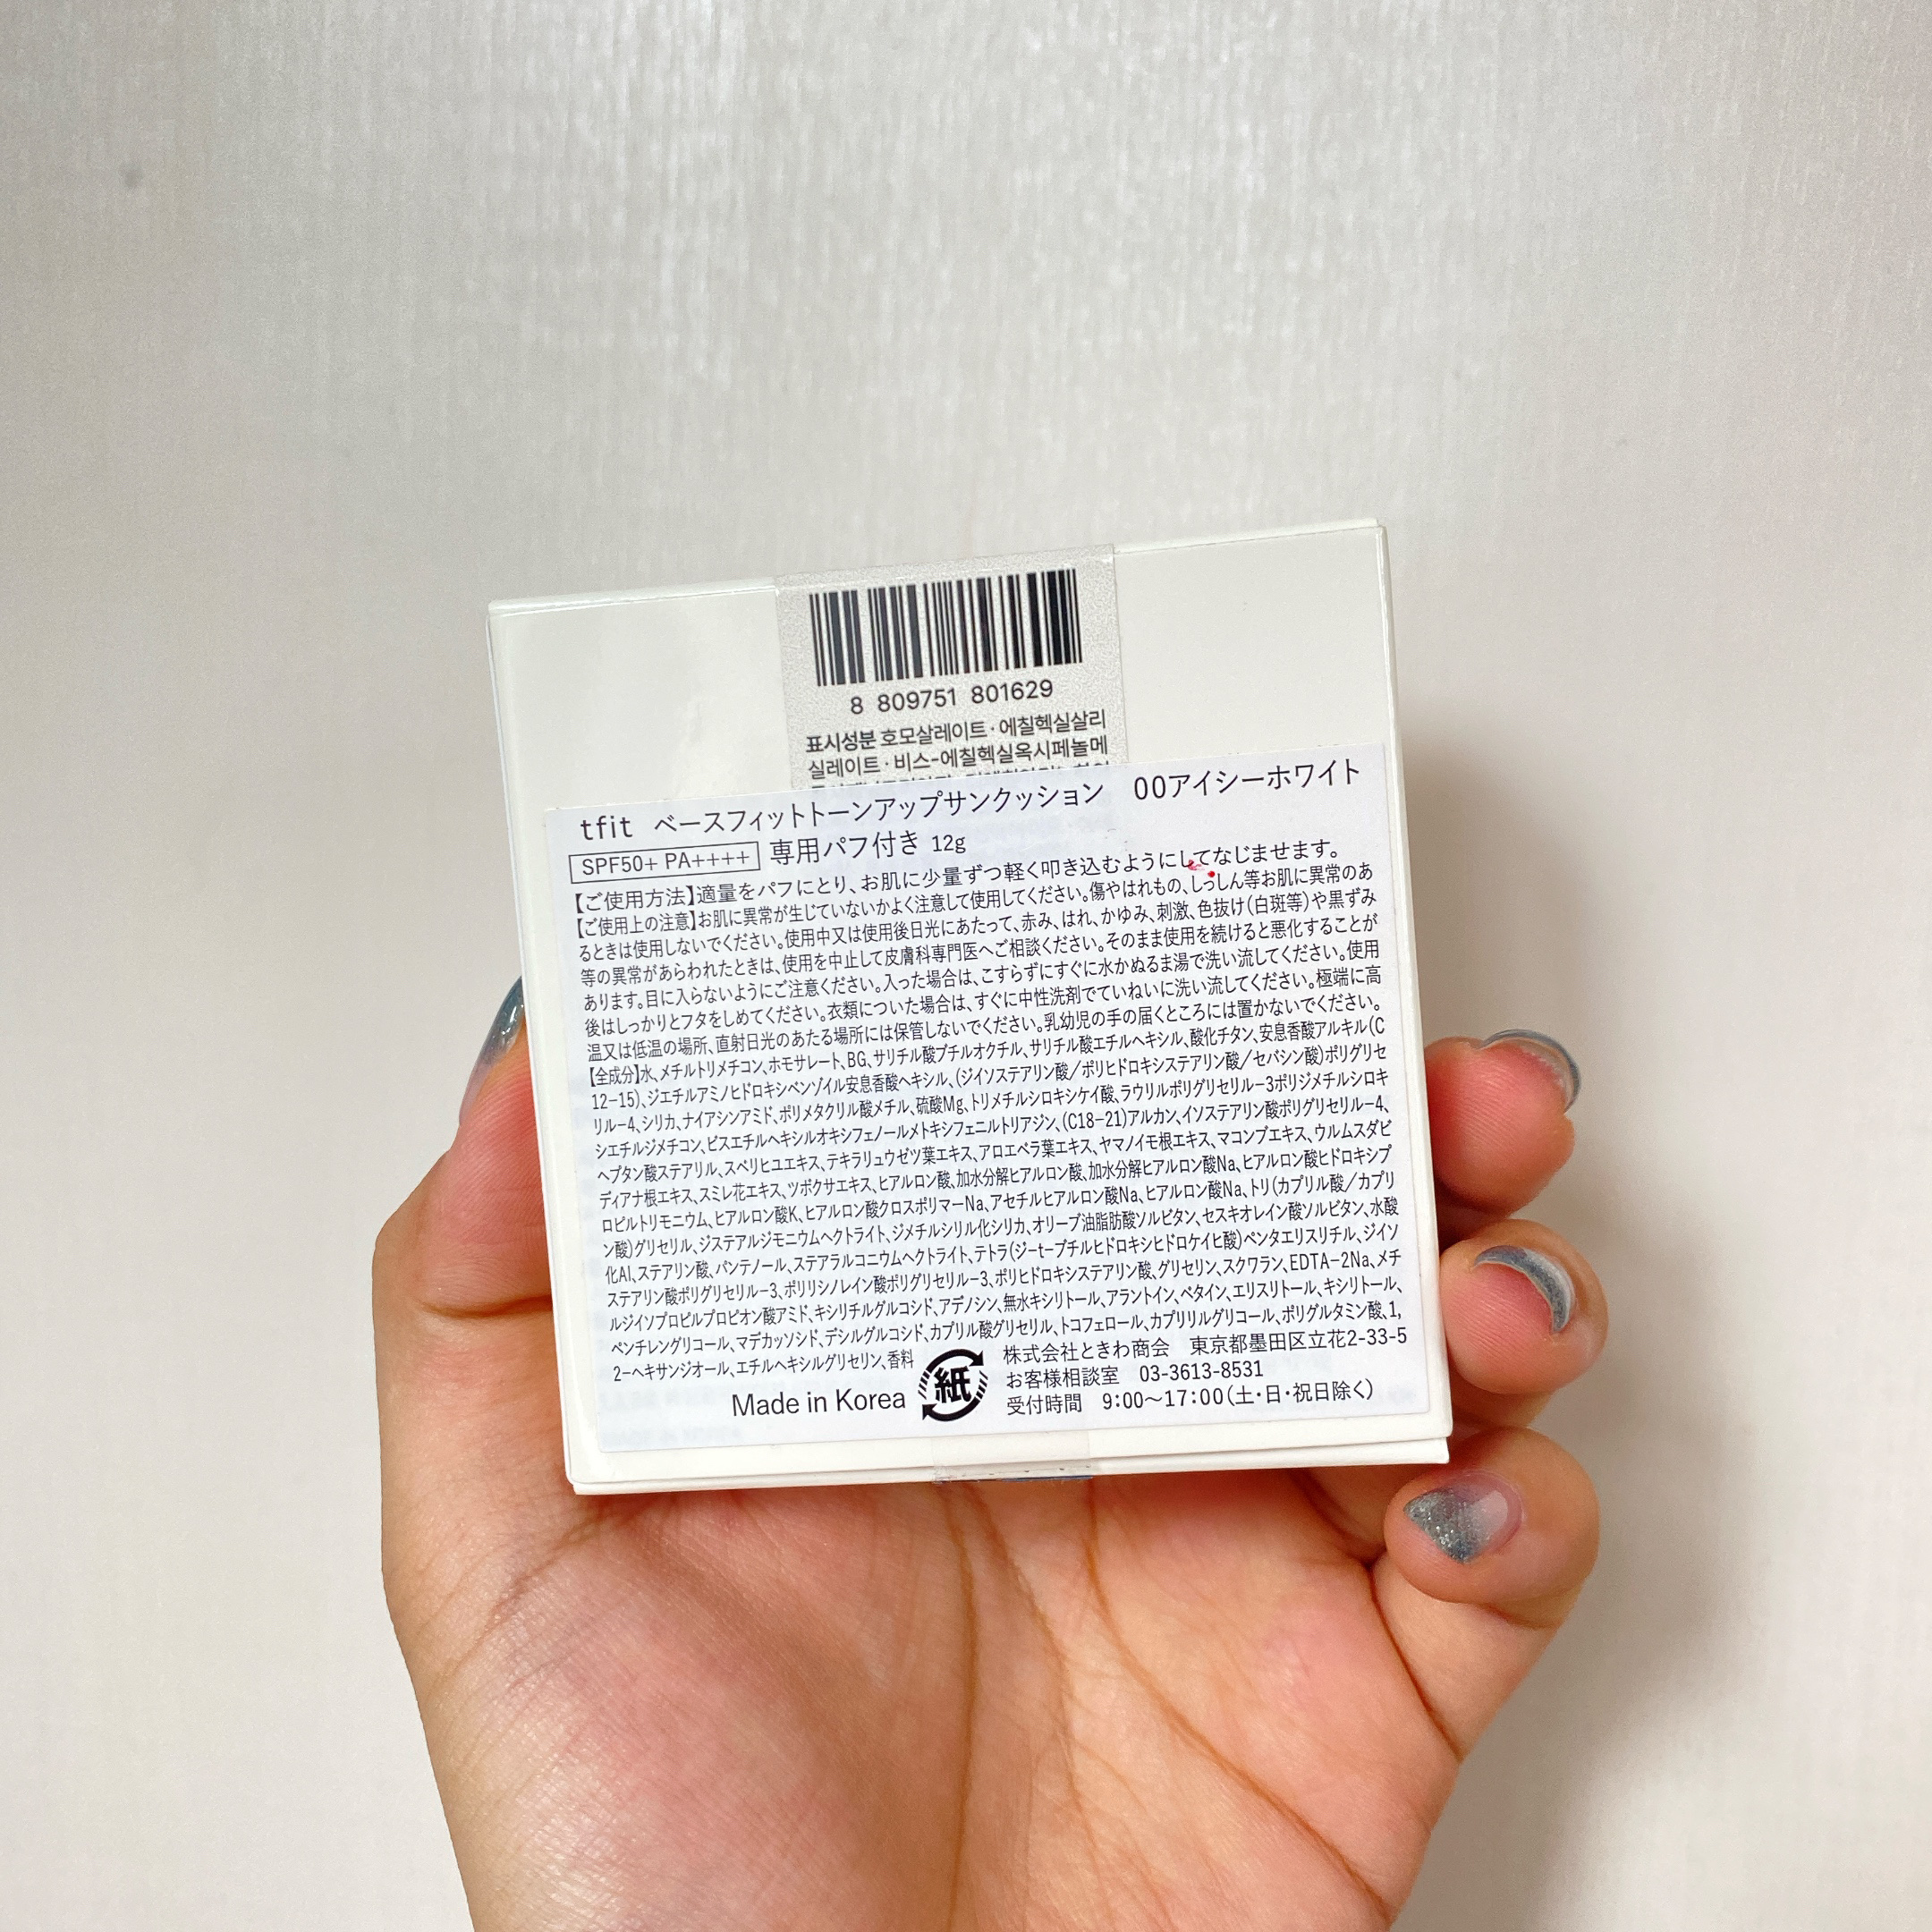 8 809751 801629
표시성분 호모살레이트·에칠헥실살리
실레이트·비스-에칠헥실옥시페놀메
tfit ベースフィットトーンアップサンクッション 00アイシーホワイト
SPF50+ PA++++ 専用パフ付き 12g
【ご使用方法】適量をパフにとり、お肌に少量ずつ軽く叩き込むようにしてなじませます。
【ご使用上の注意】お肌に異常が生じていないかよく注意して使用してください。傷やはれもの、しっしん等お肌に異常のあ
るときは使用しないでください。使用中又は使用後日光にあたって、赤み、はれ、かゆみ、刺激、色抜け(白斑等)や黒ずみ
等の異常があらわれたときは、使用を中止して皮膚科専門医へご相談ください。そのまま使用を続けると悪化することが
あります。目に入らないようにご注意ください。入った場合は、こすらずにすぐに水かぬるま湯で洗い流してください。使用
後はしっかりとフタをしめてください。衣類についた場合は、すぐに中性洗剤でていねいに洗い流してください。極端に高
温又は低温の場所、直射日光のあたる場所には保管しないでください。乳幼児の手の届くところには置かないでください。
【全成分】水、メチルトリメチコン、ホモサレート、BG、サリチル酸ブチルオクチル、サリチル酸エチルヘキシル、酸化チタン、安息香酸アルキル(C
12-15)、ジエチルアミノヒドロキシベンゾイル安息香酸ヘキシル、(ジイソステアリン酸/ポリヒドロキシステアリン酸/セバシン酸)ポリグリセ
リル-4、シリカ、ナイアシンアミド、ポリメタクリル酸メチル、硫酸Mg、トリメチルシロキシケイ酸、ラウリルポリグリセリル-3ポリジメチルシロキ
シエチルジメチコン、ビスエチルヘキシルオキシフェノールメトキシフェニルトリアジン、(C18-21)アルカン、イソステアリン酸ポリグリセリル-4、
ヘプタン酸ステアリル、スベリヒユエキス、テキラリュウゼツ葉エキス、アロエベラ葉エキス、ヤマノイモ根エキス、マコンブエキス、ウルムスダビ
ディアナ根エキス、スミレ花エキス、ツボクサエキス、ヒアルロン酸、加水分解ヒアルロン酸、加水分解ヒアルロン酸Na、ヒアルロン酸ヒドロキシプ
ロピルトリモニウム、ヒアルロン酸K、ヒアルロン酸クロスポリマーNa、アセチルヒアルロン酸Na、ヒアルロン酸Na、トリ(カプリル酸/カプリ
ン酸)グリセリル、ジステアルジモニウムヘクトライト、ジメチルシリル化シリカ、オリーブ油脂肪酸ソルビタン、セスキオレイン酸ソルビタン、水酸
化Al、ステアリン酸、パンテノール、ステアラルコニウムヘクトライト、テトラ(ジ-t-ブチルヒドロキシヒドロケイヒ酸)ペンタエリスリチル、ジイソ
ステアリン酸ポリグリセリル-3、ポリリシノレイン酸ポリグリセリル-3、ポリヒドロキシステアリン酸、グリセリン、スクワラン、EDTA-2Na、メチ
ルジイソプロピルプロピオン酸アミド、キシリチルグルコシド、アデノシン、無水キシリトール、アラントイン、ベタイン、エリスリトール、キシリトール、
ペンチレングリコール、マデカッソシド、デシルグルコシド、カプリル酸グリセリル、トコフェロール、カプリリルグリコール、ポリグルタミン酸、1,
2-ヘキサンジオール、エチルヘキシルグリセリン、香料
Made in Korea
紙
株式会社ときわ商会 東京都墨田区立花2-33-5
お客様相談室 03-3613-8531
受付時間 9:00〜17:00(土・日・祝日除く)